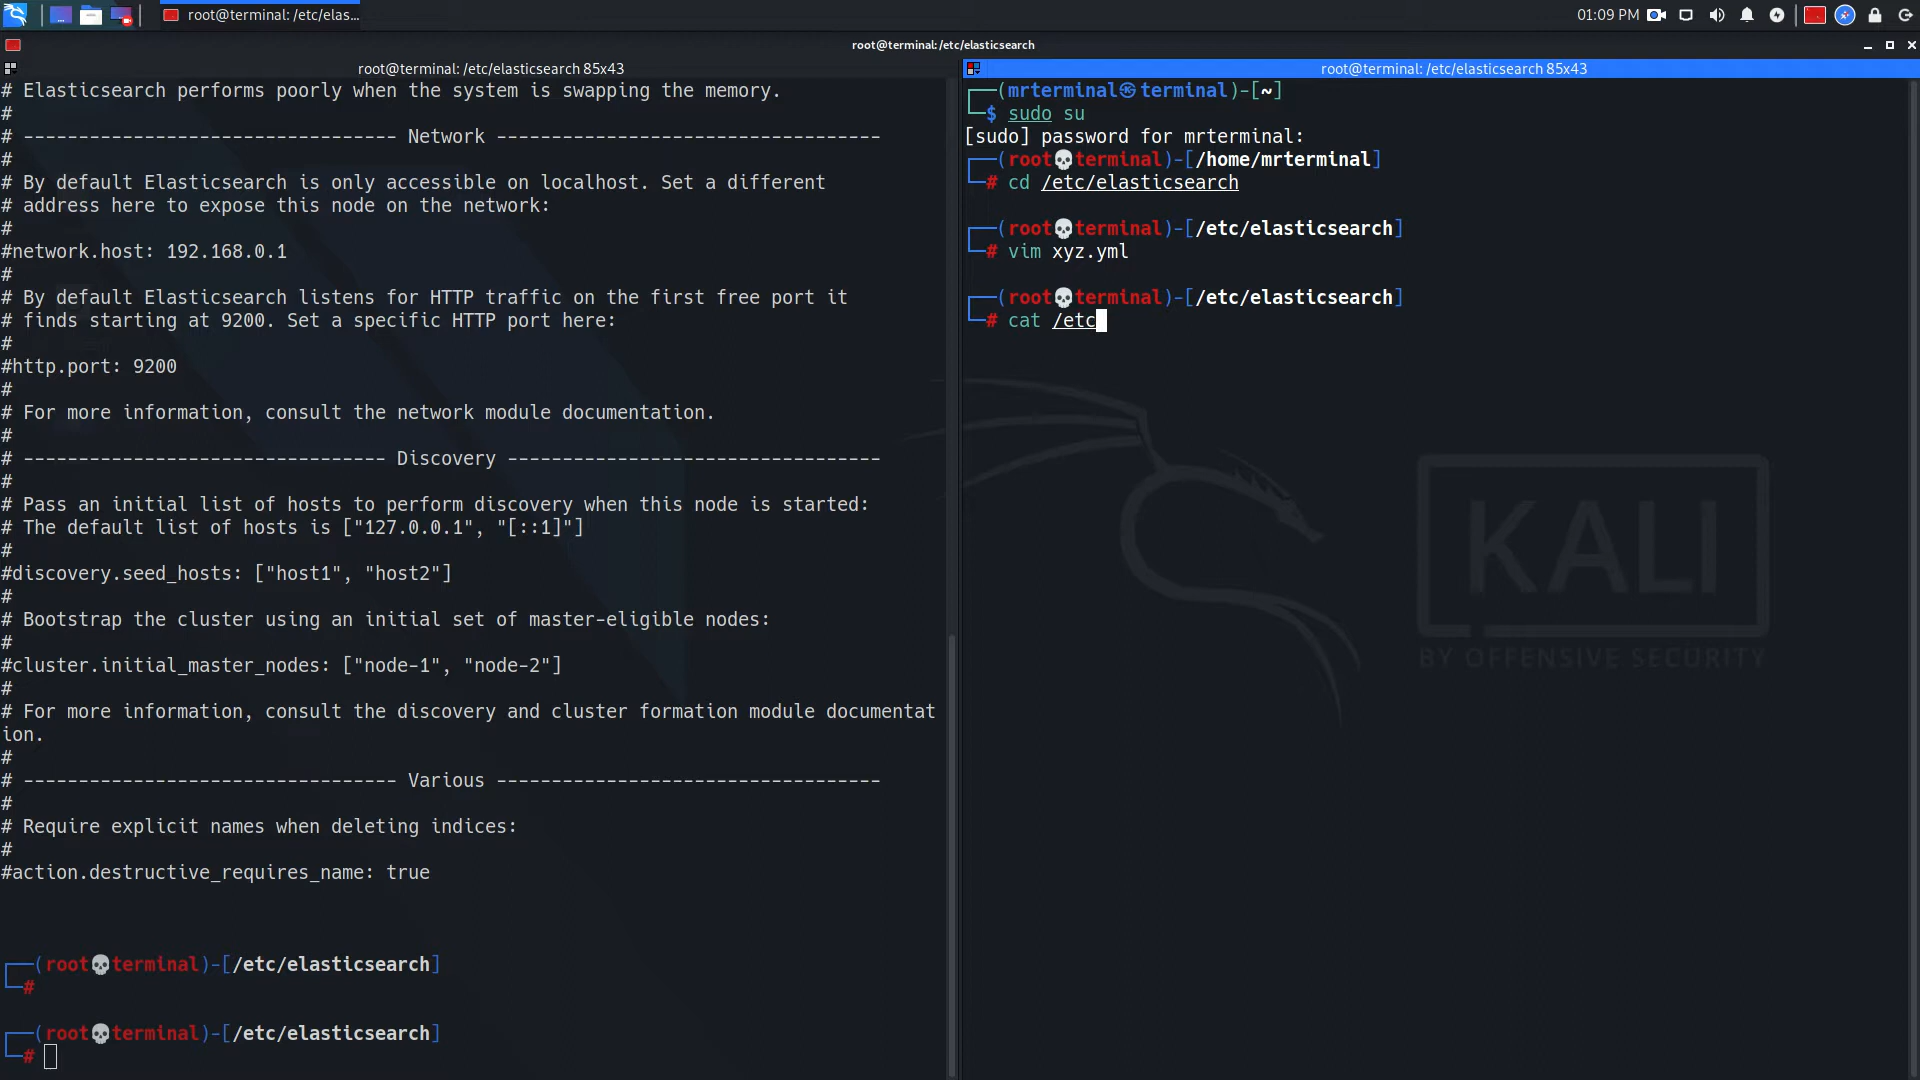 root@terminal: /etc/elas...
01:09 PM
root@terminal:/etc/elasticsearch
root@terminal: /etc/elasticsearch 85x43
# Elasticsearch performs poorly when the system is swapping the memory.
#
# ---------------------------------- Network -----------------------------------
#
# By default Elasticsearch is only accessible on localhost. Set a different
# address here to expose this node on the network:
#
#network.host: 192.168.0.1
#
# By default Elasticsearch listens for HTTP traffic on the first free port it
# finds starting at 9200. Set a specific HTTP port here:
#
#http.port: 9200
#
# For more information, consult the network module documentation.
#
# --------------------------------- Discovery ----------------------------------
#
# Pass an initial list of hosts to perform discovery when this node is started:
# The default list of hosts is ["127.0.0.1", "[::1]"]
#
#discovery.seed_hosts: ["host1", "host2"]
#
# Bootstrap the cluster using an initial set of master-eligible nodes:
#
#cluster.initial_master_nodes: ["node-1", "node-2"]
#
# For more information, consult the discovery and cluster formation module documentat
ion.
#
# ---------------------------------- Various -----------------------------------
#
# Require explicit names when deleting indices:
#
#action.destructive_requires_name: true
┌──(root💀terminal)-[/etc/elasticsearch]
└─#
┌──(root💀terminal)-[/etc/elasticsearch]
└─#
root@terminal: /etc/elasticsearch 85x43
┌──(mrterminal㉿terminal)-[~]
└─$ sudo su
[sudo] password for mrterminal:
┌──(root💀terminal)-[/home/mrterminal]
└─# cd /etc/elasticsearch
┌──(root💀terminal)-[/etc/elasticsearch]
└─# vim xyz.yml
┌──(root💀terminal)-[/etc/elasticsearch]
└─# cat /etc
KALI
BY OFFENSIVE SECURITY